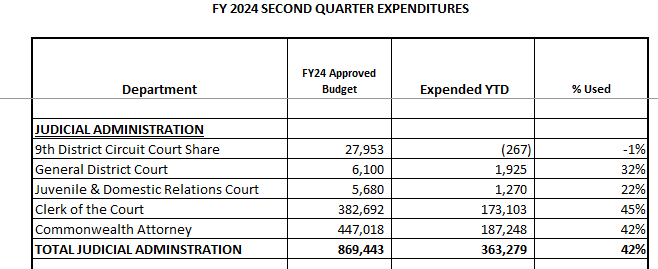 FY 2024 SECOND QUARTER EXPENDITURES
Department FY24 Approved Budget Expended YTD % Used
JUDICIAL ADMINISTRATION
9th District Circuit Court Share 27,953 (267) -1%
General District Court 6,100 1,925 32%
Juvenile & Domestic Relations Court 5,680 1,270 22%
Clerk of the Court 382,692 173,103 45%
Commonwealth Attorney 447,018 187,248 42%
TOTAL JUDICIAL ADMINSTRATION 869,443 363,279 42%